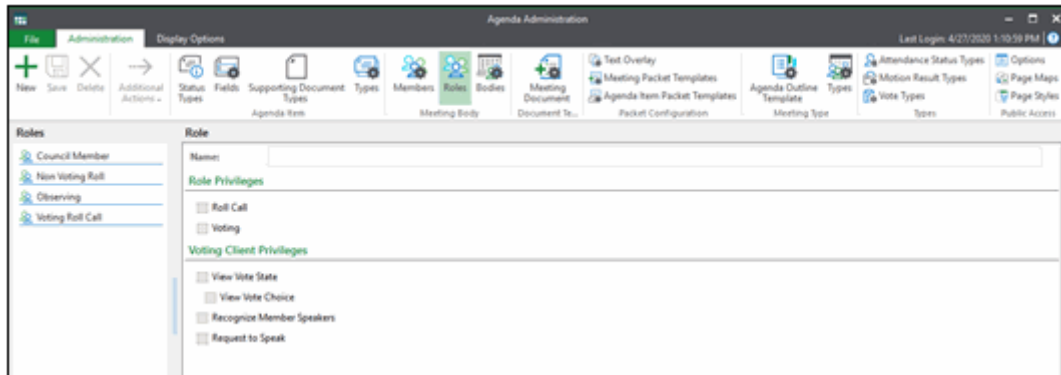 Agenda Administration
File Administration Display Options Last Login: 4/27/2020 1:10:59 PM
New Save Delete Additional Actions Status Types Fields Supporting Document Types Types Members Roles Bodies Meeting Document Text Overlay Agenda Outline Template Types Attendance Status Types Options
Meeting Packet Templates Motion Result Types Page Maps
Agenda Item Packet Templates Vote Types Page Styles
Agenda Item Meeting Body Document Te... Packet Configuration Meeting Type Types Public Access
Roles Role
Council Member Name:
Non Voting Roll Role Privileges
Observing Roll Call
Voting Roll Call Voting
Voting Client Privileges
View Vote State
View Vote Choice
Recognize Member Speakers
Request to Speak